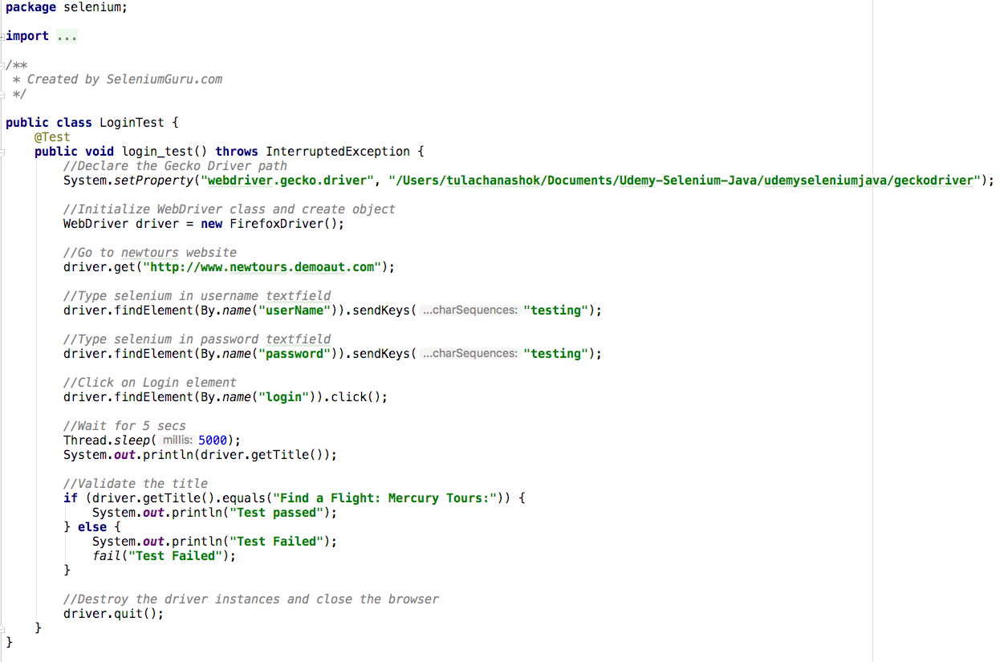 package selenium;
import ...
/**
 * Created by SeleniumGuru.com
 */
public class LoginTest {
    @Test
    public void login_test() throws InterruptedException {
        //Declare the Gecko Driver path
        System.setProperty("webdriver.gecko.driver", "/Users/tulachanashok/Documents/Udemy-Selenium-Java/udemyseleniumjava/geckodriver");
        //Initialize WebDriver class and create object
        WebDriver driver = new FirefoxDriver();
        //Go to newtours website
        driver.get("http://www.newtours.demoaut.com");
        //Type selenium in username textfield
        driver.findElement(By.name("userName")).sendKeys( ...charSequences: "testing");
        //Type selenium in password textfield
        driver.findElement(By.name("password")).sendKeys( ...charSequences: "testing");
        //Click on Login element
        driver.findElement(By.name("login")).click();
        //Wait for 5 secs
        Thread.sleep( millis: 5000);
        System.out.println(driver.getTitle());
        //Validate the title
        if (driver.getTitle().equals("Find a Flight: Mercury Tours:")) {
            System.out.println("Test passed");
        } else {
            System.out.println("Test Failed");
            fail("Test Failed");
        }
        //Destroy the driver instances and close the browser
        driver.quit();
    }
}